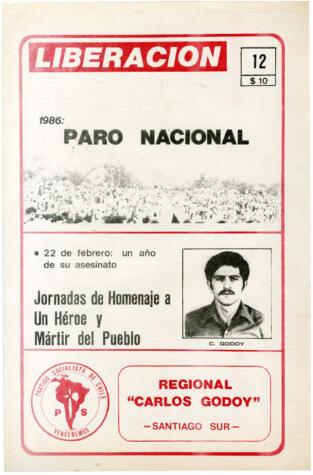 LIBERACION
12
$ 10
1986:
PARO NACIONAL
• 22 de febrero: un año
de su asesinato
Jornadas de Homenaje a
Un Héroe y
Mártir del Pueblo
C. GODOY
PARTIDO SOCIALISTA DE CHILE
P S
VENCEREMOS
REGIONAL
"CARLOS GODOY"
—SANTIAGO SUR—